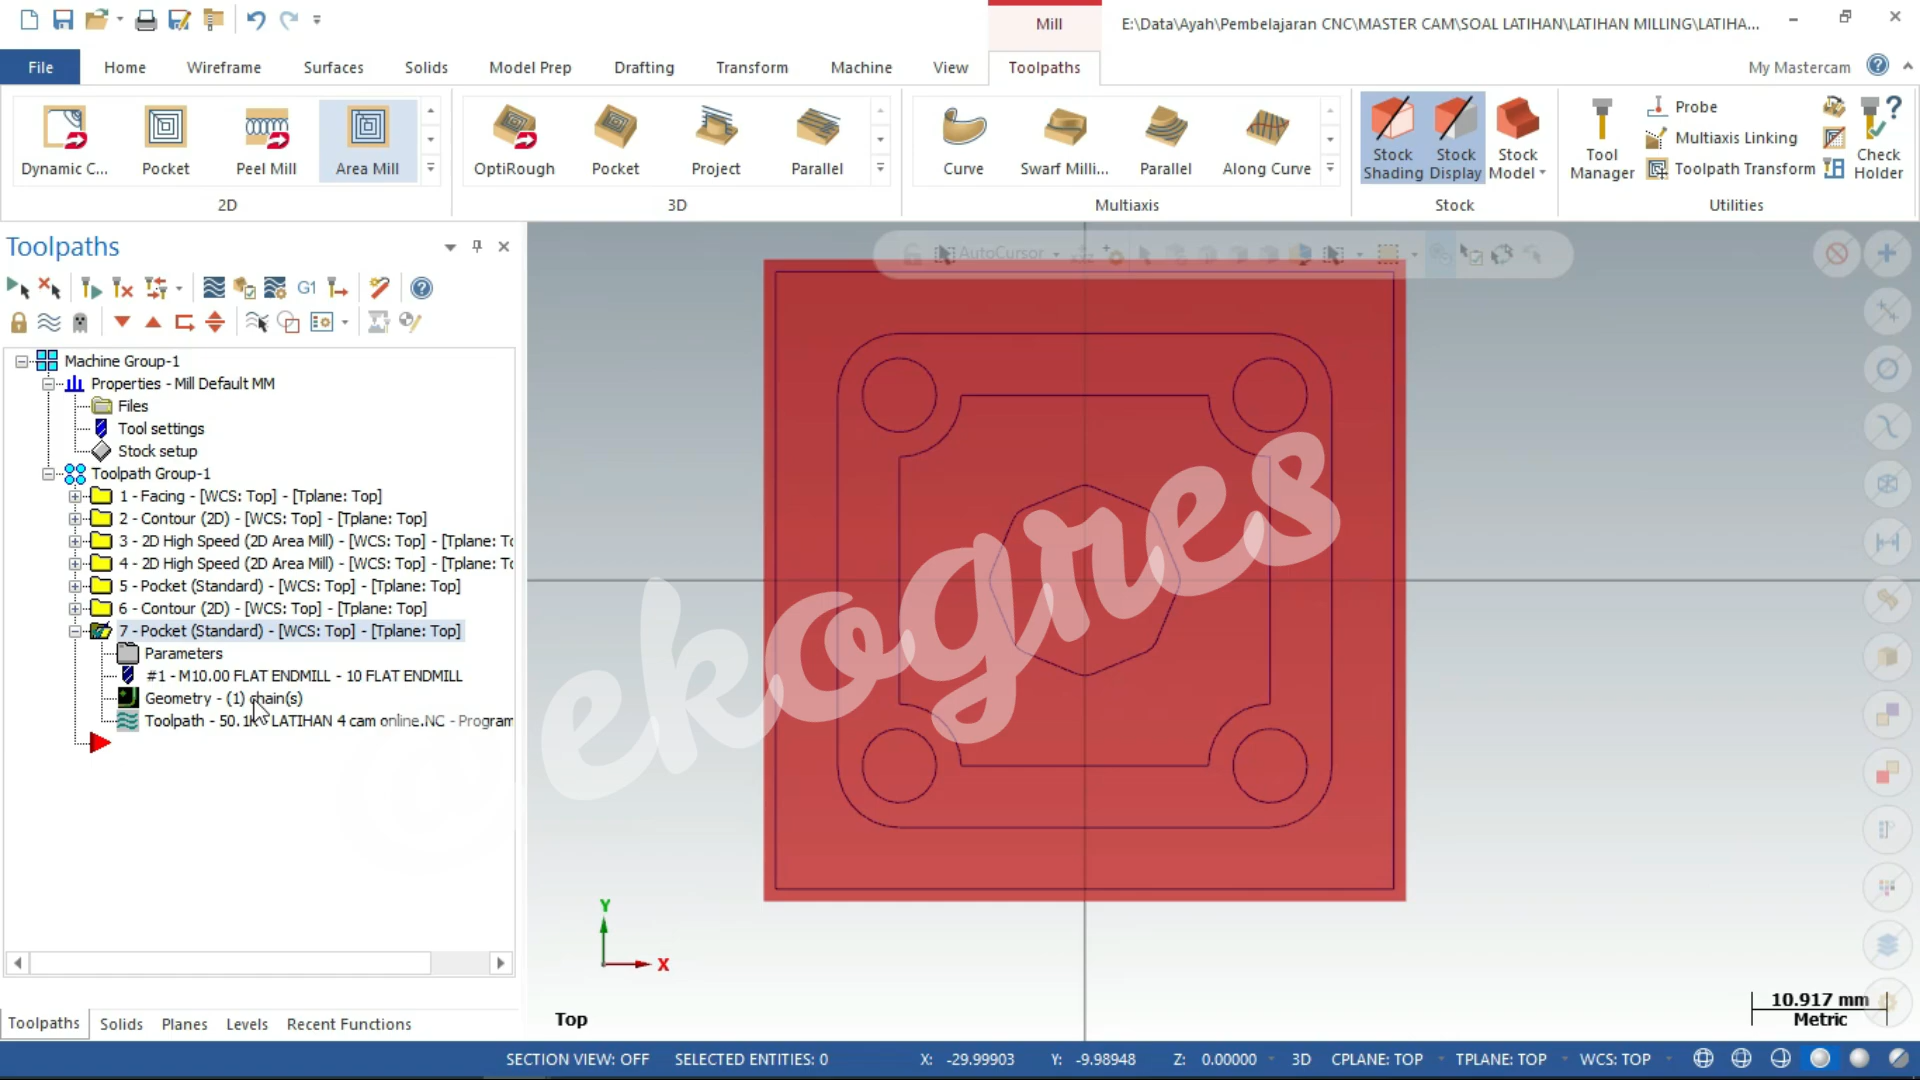 Mill
E:\Data\Ayah\Pembelajaran CNC\MASTER CAM\SOAL LATIHAN\LATIHAN MILLING\LATIHA...
File Home Wireframe Surfaces Solids Model Prep Drafting Transform Machine View Toolpaths My Mastercam
Dynamic C... Pocket Peel Mill Area Mill
2D
OptiRough Pocket Project Parallel
3D
Curve Swarf Milli... Parallel Along Curve
Multiaxis
Stock Shading Stock Display Stock Model
Stock
Tool Manager
Probe
Multiaxis Linking
Toolpath Transform
Check Holder
Utilities
Toolpaths
G1
AutoCursor
Machine Group-1
Properties - Mill Default MM
Files
Tool settings
Stock setup
Toolpath Group-1
1 - Facing - [WCS: Top] - [Tplane: Top]
2 - Contour (2D) - [WCS: Top] - [Tplane: Top]
3 - 2D High Speed (2D Area Mill) - [WCS: Top] - [Tplane: To
4 - 2D High Speed (2D Area Mill) - [WCS: Top] - [Tplane: To
5 - Pocket (Standard) - [WCS: Top] - [Tplane: Top]
6 - Contour (2D) - [WCS: Top] - [Tplane: Top]
7 - Pocket (Standard) - [WCS: Top] - [Tplane: Top]
Parameters
#1 - M10.00 FLAT ENDMILL - 10 FLAT ENDMILL
Geometry - (1) chain(s)
Toolpath - 50.1K - LATIHAN 4 cam online.NC - Program
@ekogres
Y
X
Top
10.917 mm
Metric
Toolpaths Solids Planes Levels Recent Functions
SECTION VIEW: OFF SELECTED ENTITIES: 0 X: -29.99903 Y: -9.98948 Z: 0.00000 3D CPLANE: TOP TPLANE: TOP WCS: TOP